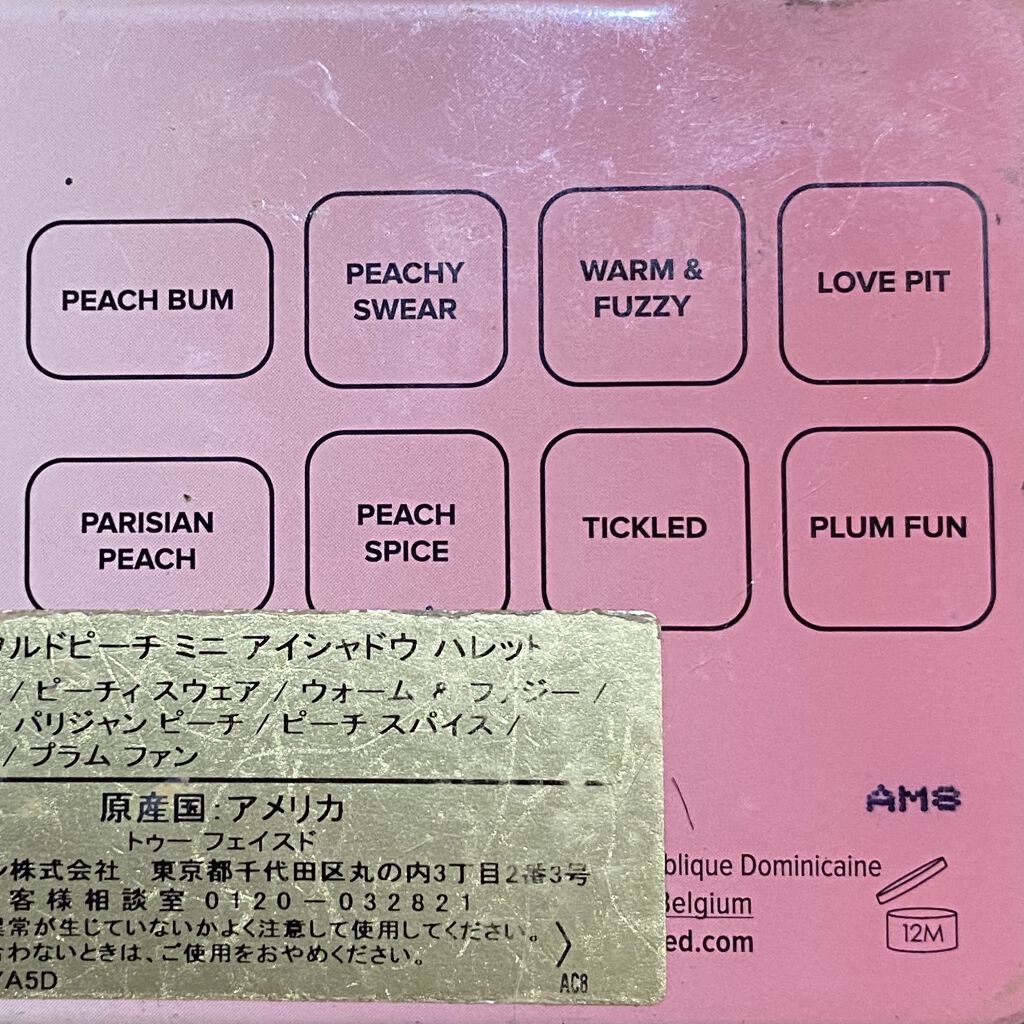 PEACH BUM
PEACHY
SWEAR
WARM &
FUZZY
LOVE PIT
PARISIAN
PEACH
PEACH
SPICE
TICKLED
PLUM FUN
ルドピーチ ミニ アイシャドウ ハレット
/ ピーティ スウェア / ウォーム & ファジー /
パリジャン ピーチ / ピーチ スパイス /
/ プラム ファン
原産国:アメリカ
トゥー フェイスド
ン株式会社 東京都千代田区丸の内3丁目2番3号
客様相談室 0120-032821
異常が生じていないかよく注意して使用してください。
合わないときは、ご使用をおやめください。
YA5D
AC8
AM8
blique Dominicaine
Belgium
ed.com
12M